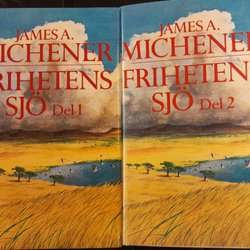 JAMES A.
MICHENER
FRIHETENS
SJÖ Del 1
JAMES A.
MICHENER
FRIHETENS
SJÖ Del 2